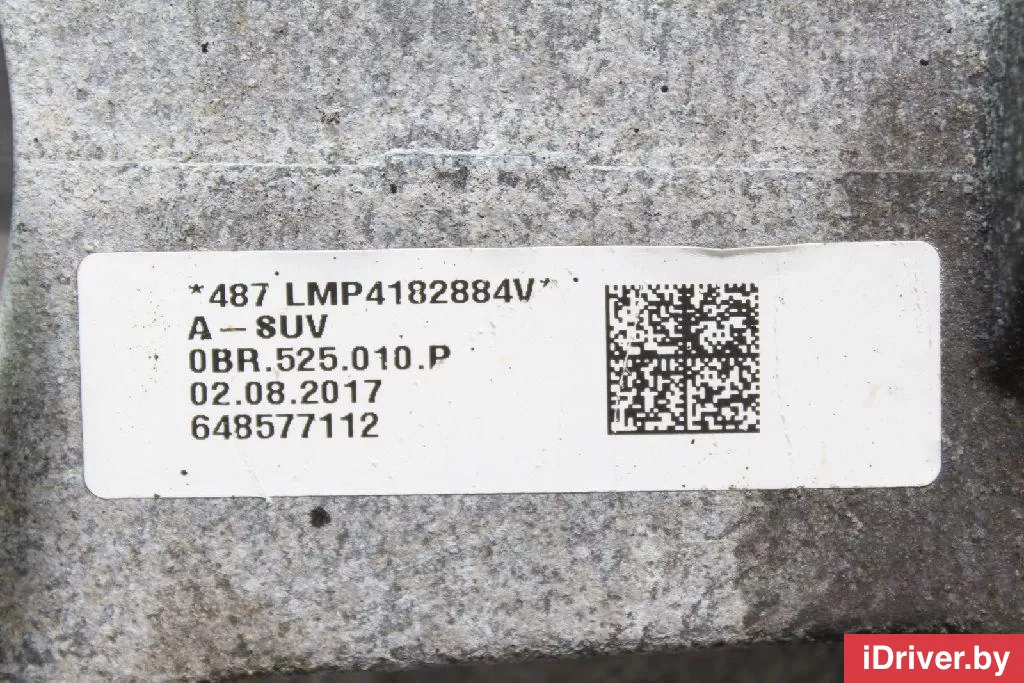 *487 LMP4182884V*
A - SUV
0BR.525.010.P
02.08.2017
648577112
iDriver.by